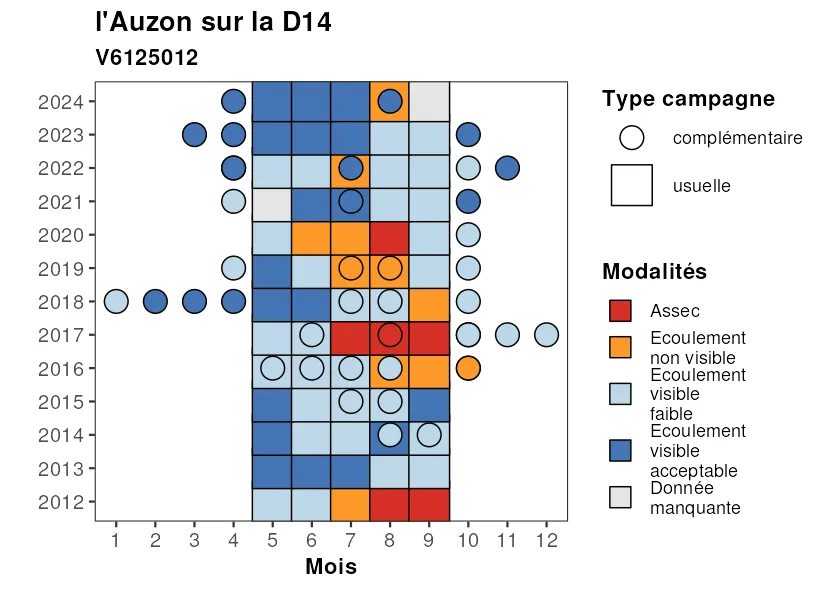 l'Auzon sur la D14
V6125012
2024
2023
2022
2021
2020
2019
2018
2017
2016
2015
2014
2013
2012
1 2 3 4 5 6 7 8 9 10 11 12
Mois
Type campagne
complémentaire
usuelle
Modalités
Assec
Ecoulement
non visible
Ecoulement
visible
faible
Ecoulement
visible
acceptable
Donnée
manquante